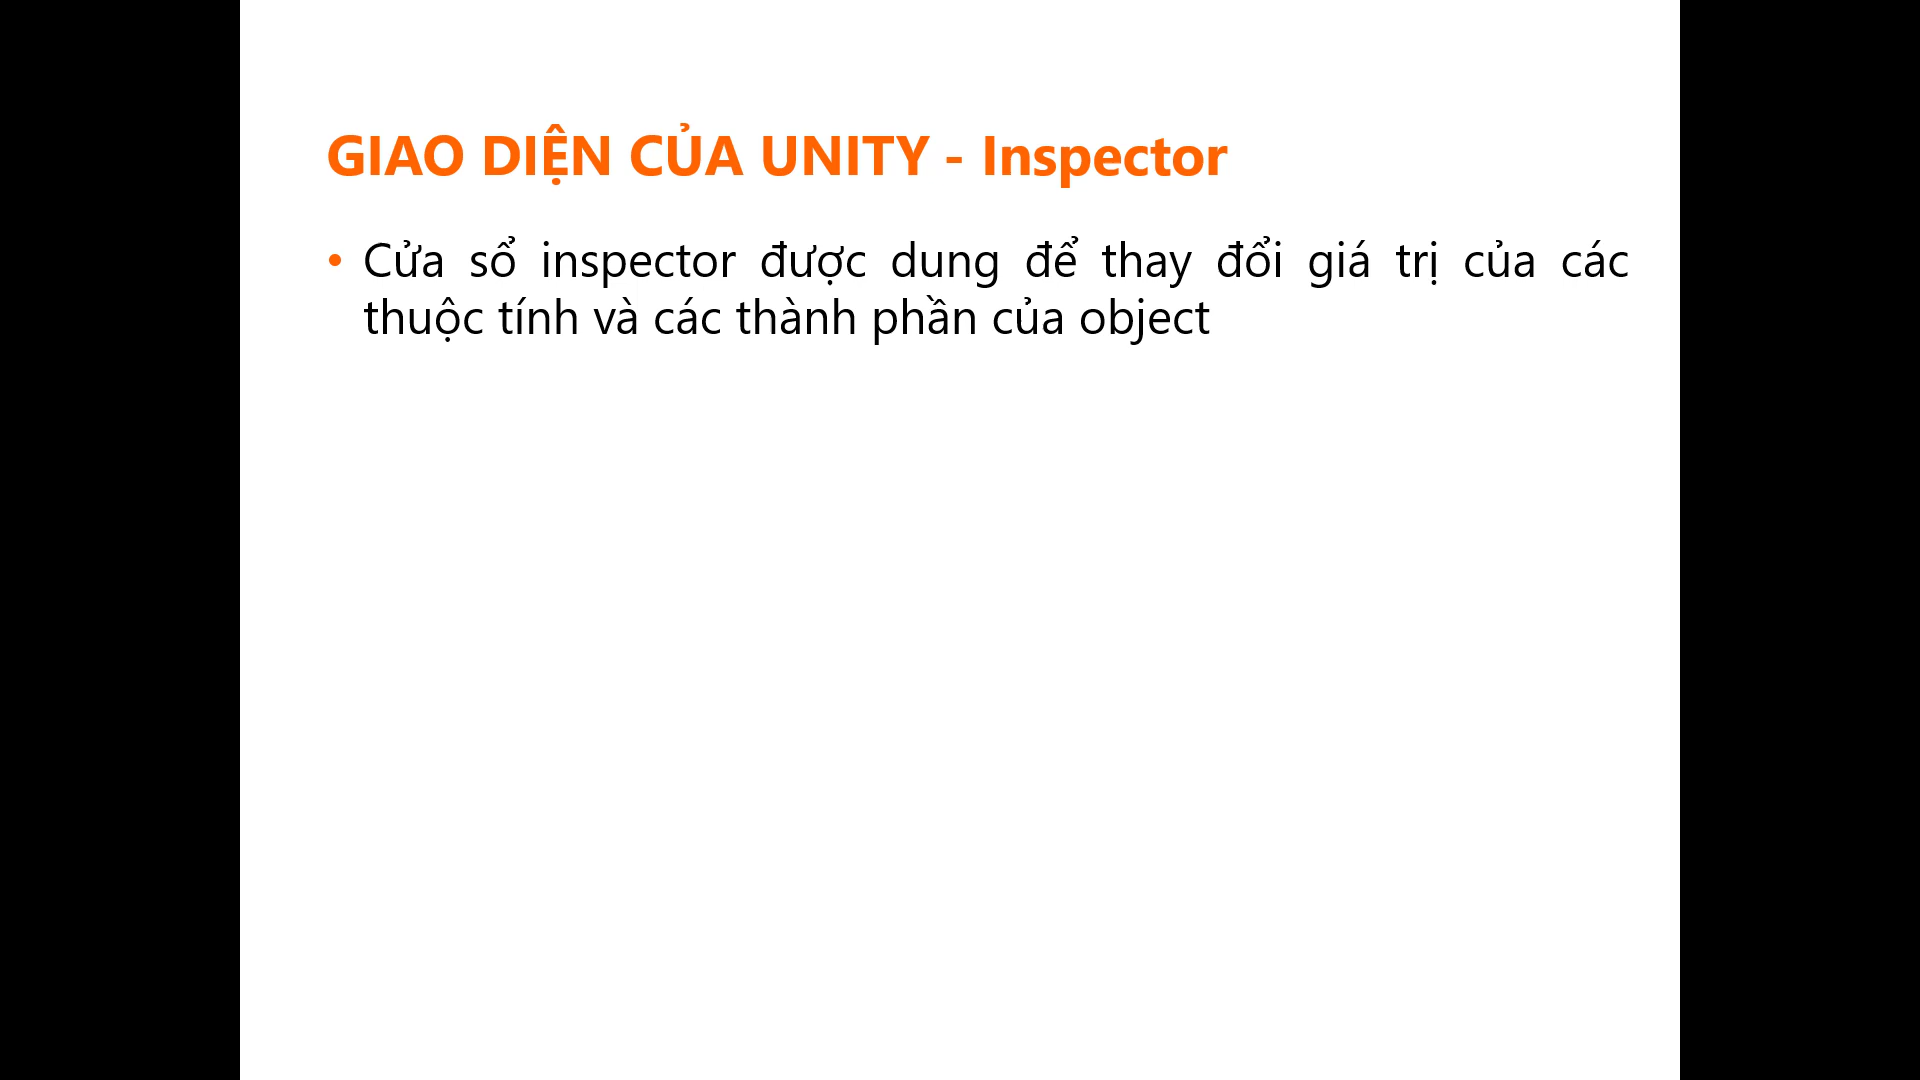 GIAO DIỆN CỦA UNITY - Inspector
• Cửa sổ inspector được dung để thay đổi giá trị của các
thuộc tính và các thành phần của object